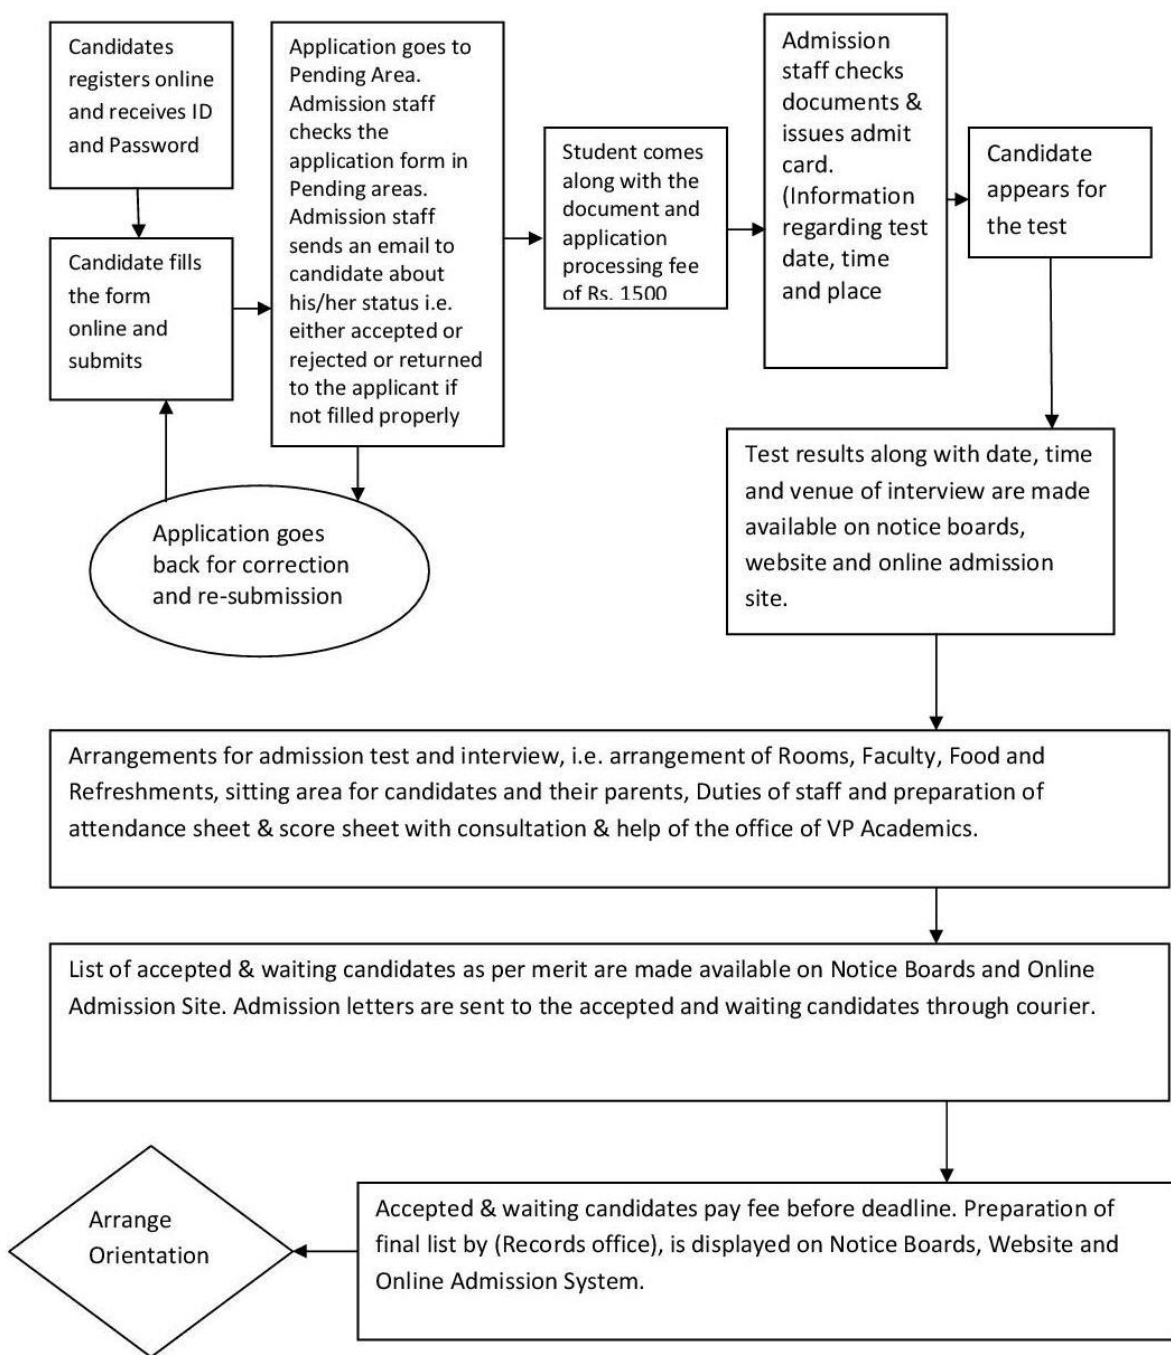 Candidates
registers online
and receives ID
and Password
Candidate fills
the form
online and
submits
Application goes to
Pending Area.
Admission staff
checks the
application form in
Pending areas.
Admission staff
sends an email to
candidate about
his/her status i.e.
either accepted or
rejected or returned
to the applicant if
not filled properly
Application goes
back for correction
and re-submission
Student comes
along with the
document and
application
processing fee
of Rs. 1500
Admission
staff checks
documents &
issues admit
card.
(Information
regarding test
date, time
and place
Candidate
appears for
the test
Test results along with date, time
and venue of interview are made
available on notice boards,
website and online admission
site.
Arrangements for admission test and interview, i.e. arrangement of Rooms, Faculty, Food and
Refreshments, sitting area for candidates and their parents, Duties of staff and preparation of
attendance sheet & score sheet with consultation & help of the office of VP Academics.
List of accepted & waiting candidates as per merit are made available on Notice Boards and Online
Admission Site. Admission letters are sent to the accepted and waiting candidates through courier.
Accepted & waiting candidates pay fee before deadline. Preparation of
final list by (Records office), is displayed on Notice Boards, Website and
Online Admission System.
Arrange
Orientation